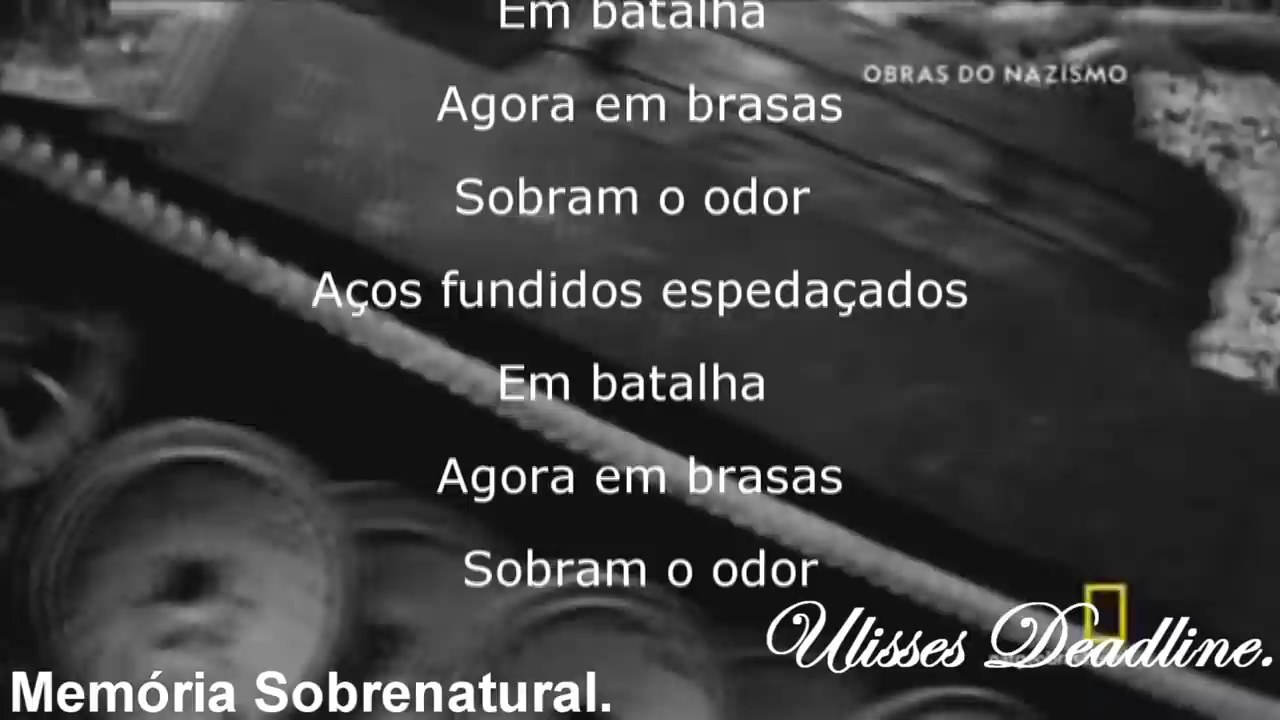 Em batalha
OBRAS DO NAZISMO
Agora em brasas
Sobram o odor
Aços fundidos espedaçados
Em batalha
Agora em brasas
Sobram o odor
Ulisses Deadline.
Memória Sobrenatural.